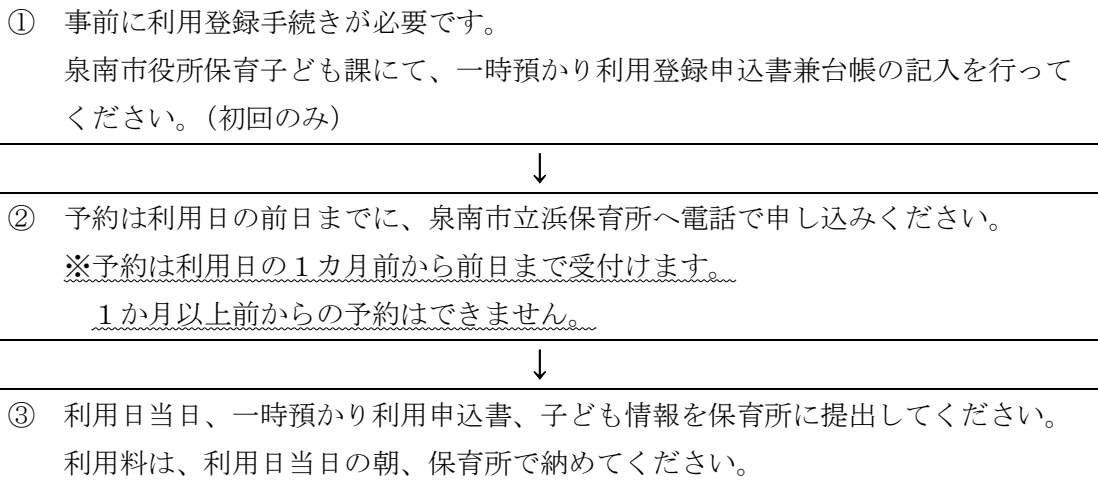 ① 事前に利用登録手続きが必要です。
泉南市役所保育子ども課にて、一時預かり利用登録申込書兼台帳の記入を行って
ください。（初回のみ）
↓
② 予約は利用日の前日までに、泉南市立浜保育所へ電話で申し込みください。
※予約は利用日の１カ月前から前日まで受付けます。
１か月以上前からの予約はできません。
↓
③ 利用日当日、一時預かり利用申込書、子ども情報を保育所に提出してください。
利用料は、利用日当日の朝、保育所で納めてください。